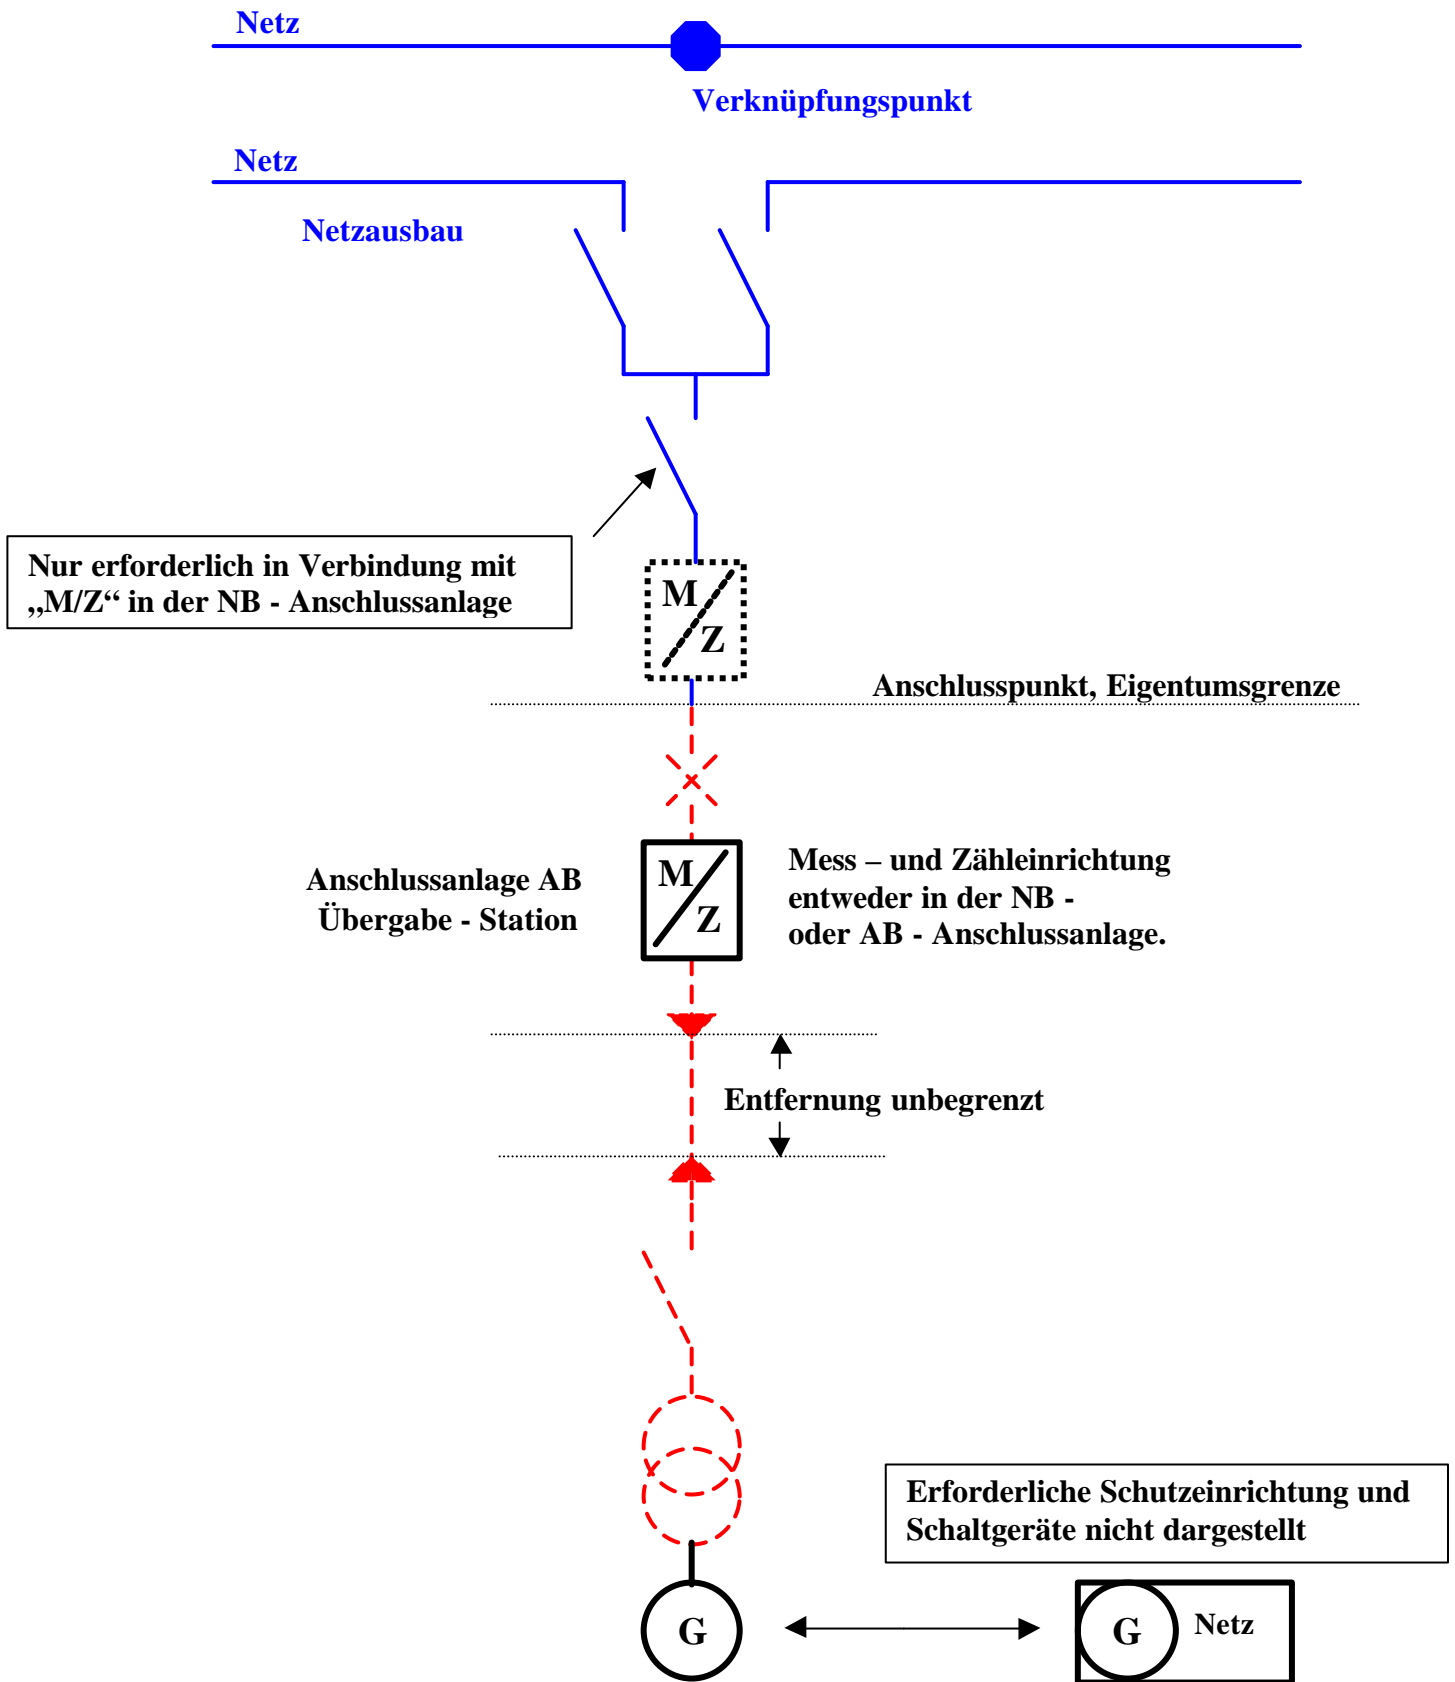 Netz
Verknüpfungspunkt
Netz
Netzausbau
Nur erforderlich in Verbindung mit
„M/Z“ in der NB - Anschlussanlage
M
Z
Anschlusspunkt, Eigentumsgrenze
Anschlussanlage AB
Übergabe - Station
M
Z
Mess – und Zähleinrichtung
entweder in der NB -
oder AB - Anschlussanlage.
Entfernung unbegrenzt
Erforderliche Schutzeinrichtung und
Schaltgeräte nicht dargestellt
G
G
Netz